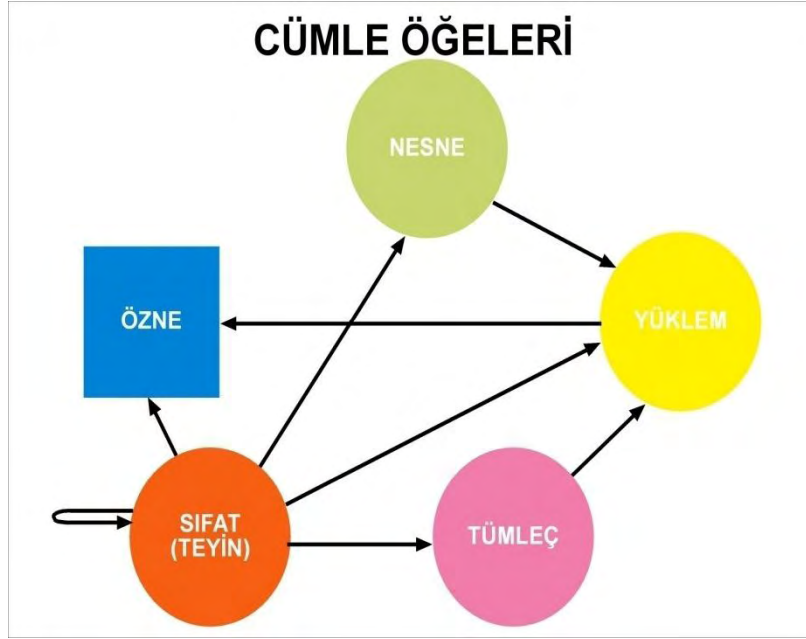 CÜMLE ÖĞELERİ
NESNE
ÖZNE
YÜKLEM
SIFAT
(TEYİN)
TÜMLEÇ